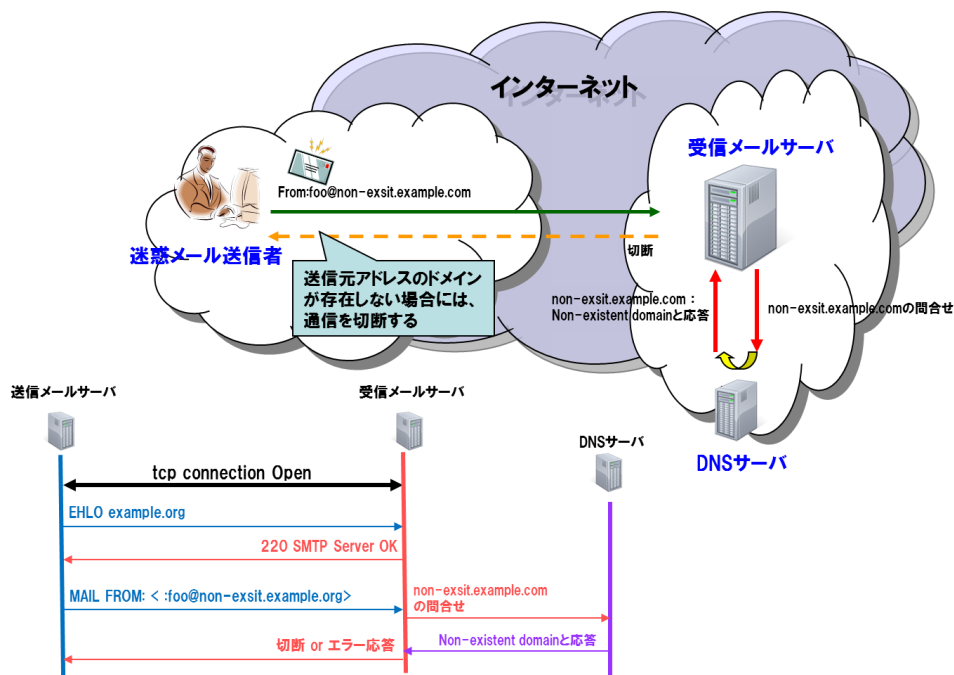 インターネット
受信メールサーバ
From:foo@non-exsit.example.com
迷惑メール送信者
切断
送信元アドレスのドメイン
が存在しない場合には、
通信を切断する
non-exsit.example.com：
Non-existent domainと応答
non-exsit.example.comの問合せ
DNSサーバ
送信メールサーバ
受信メールサーバ
DNSサーバ
tcp connection Open
EHLO example.org
220 SMTP Server OK
MAIL FROM: < :foo@non-exsit.example.org>
non-exsit.example.com
の問合せ
Non-existent domainと応答
切断 or エラー応答